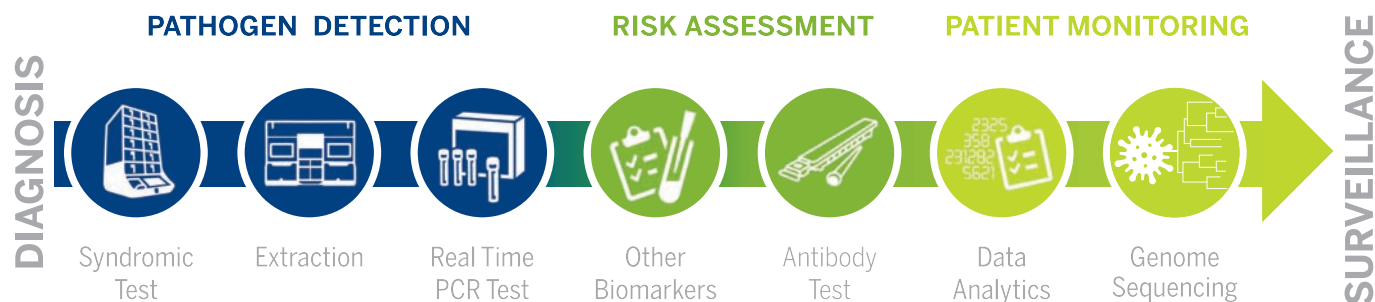 PATHOGEN DETECTION
RISK ASSESSMENT
PATIENT MONITORING
DIAGNOSIS
2325
358
231282
5621
Syndromic
Test
Extraction
Real Time
PCR Test
Other
Biomarkers
Antibody
Test
Data
Analytics
Genome
Sequencing
SURVEILLANCE